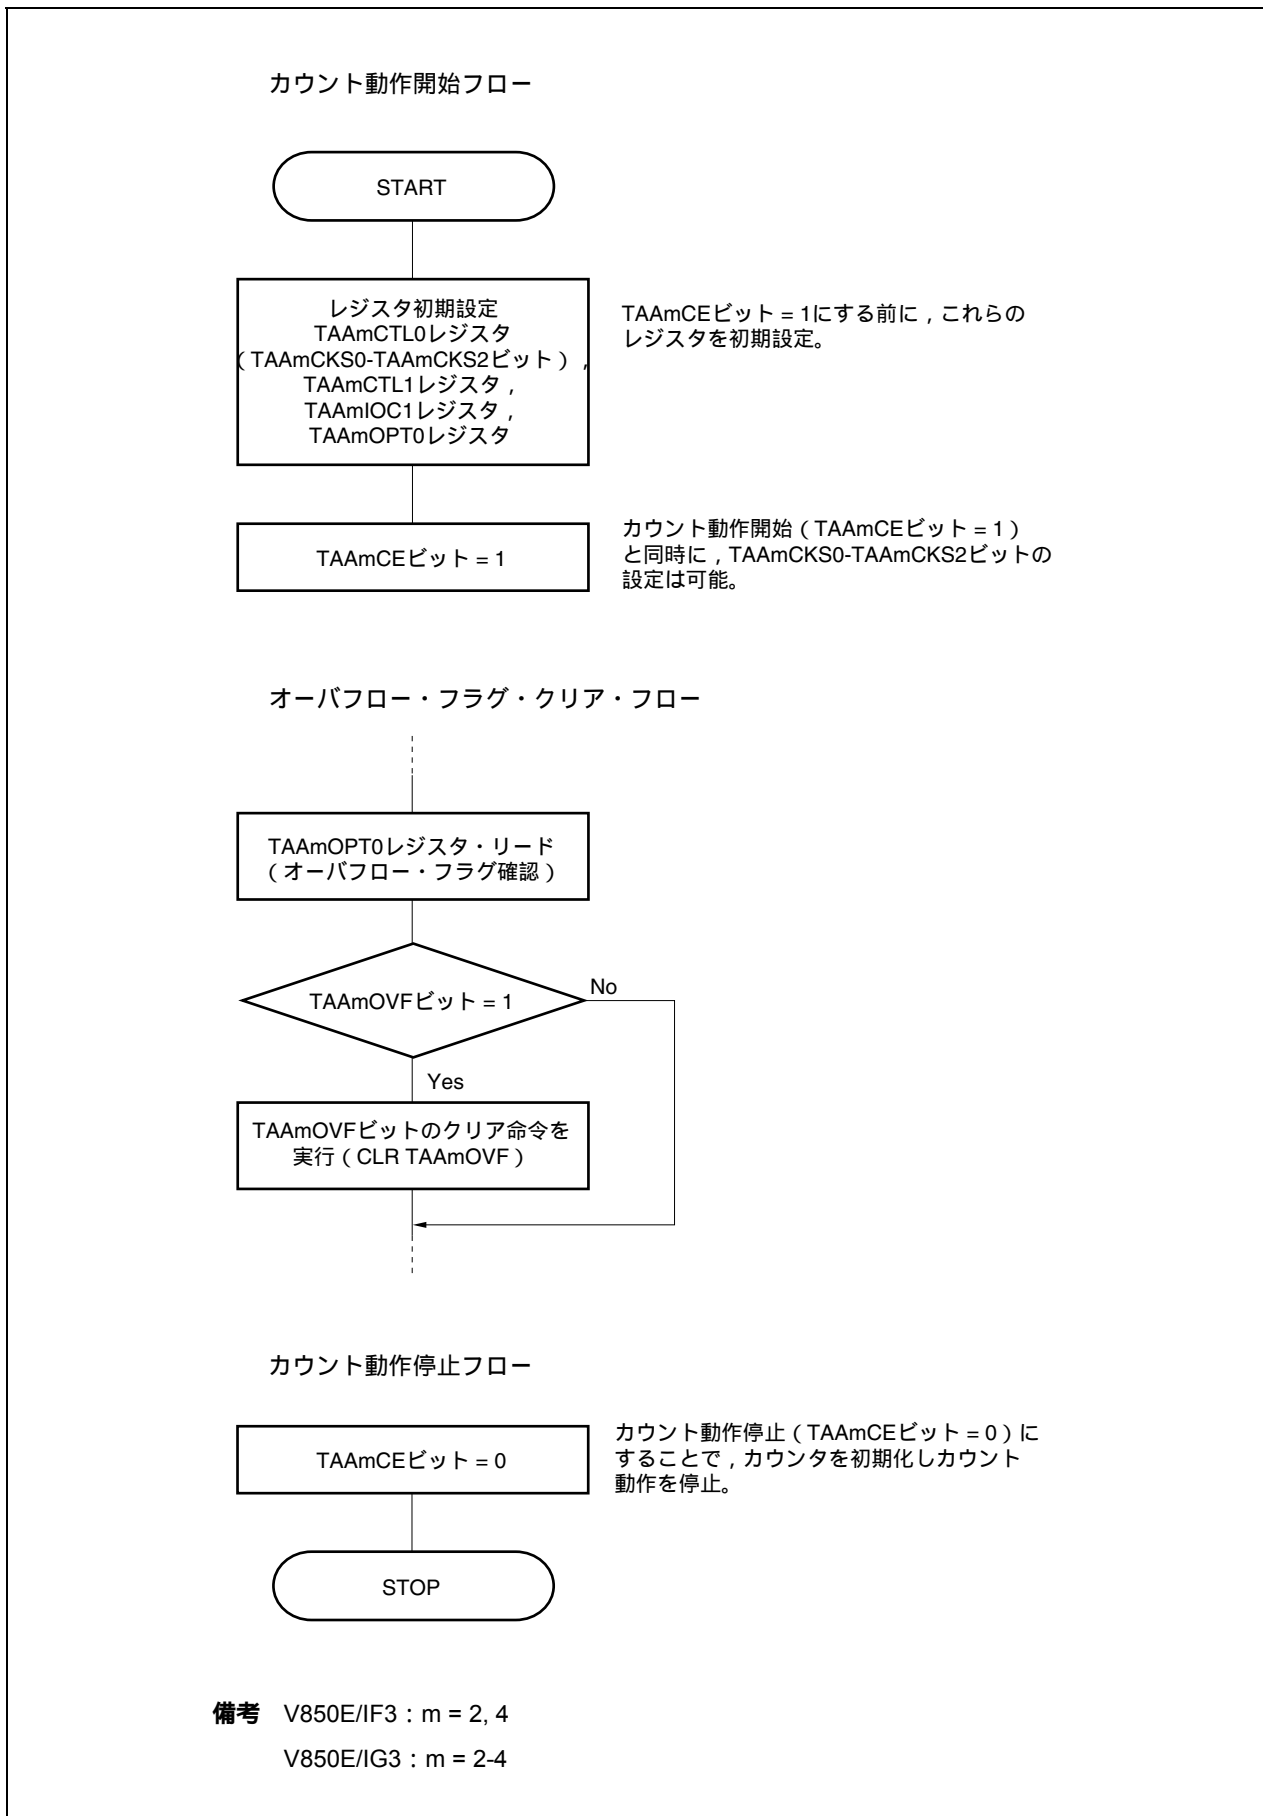 カウント動作開始フロー
START
レジスタ初期設定
TAAmCTL0レジスタ
（TAAmCKS0-TAAmCKS2ビット），
TAAmCTL1レジスタ，
TAAmIOC1レジスタ，
TAAmOPT0レジスタ
TAAmCEビット = 1にする前に，これらの
レジスタを初期設定。
TAAmCEビット = 1
カウント動作開始（TAAmCEビット = 1）
と同時に，TAAmCKS0-TAAmCKS2ビットの
設定は可能。
オーバフロー・フラグ・クリア・フロー
TAAmOPT0レジスタ・リード
（オーバフロー・フラグ確認）
TAAmOVFビット = 1
No
Yes
TAAmOVFビットのクリア命令を
実行（CLR TAAmOVF）
カウント動作停止フロー
TAAmCEビット = 0
カウント動作停止（TAAmCEビット = 0）に
することで，カウンタを初期化しカウント
動作を停止。
STOP
備考 V850E/IF3：m = 2, 4
V850E/IG3：m = 2-4